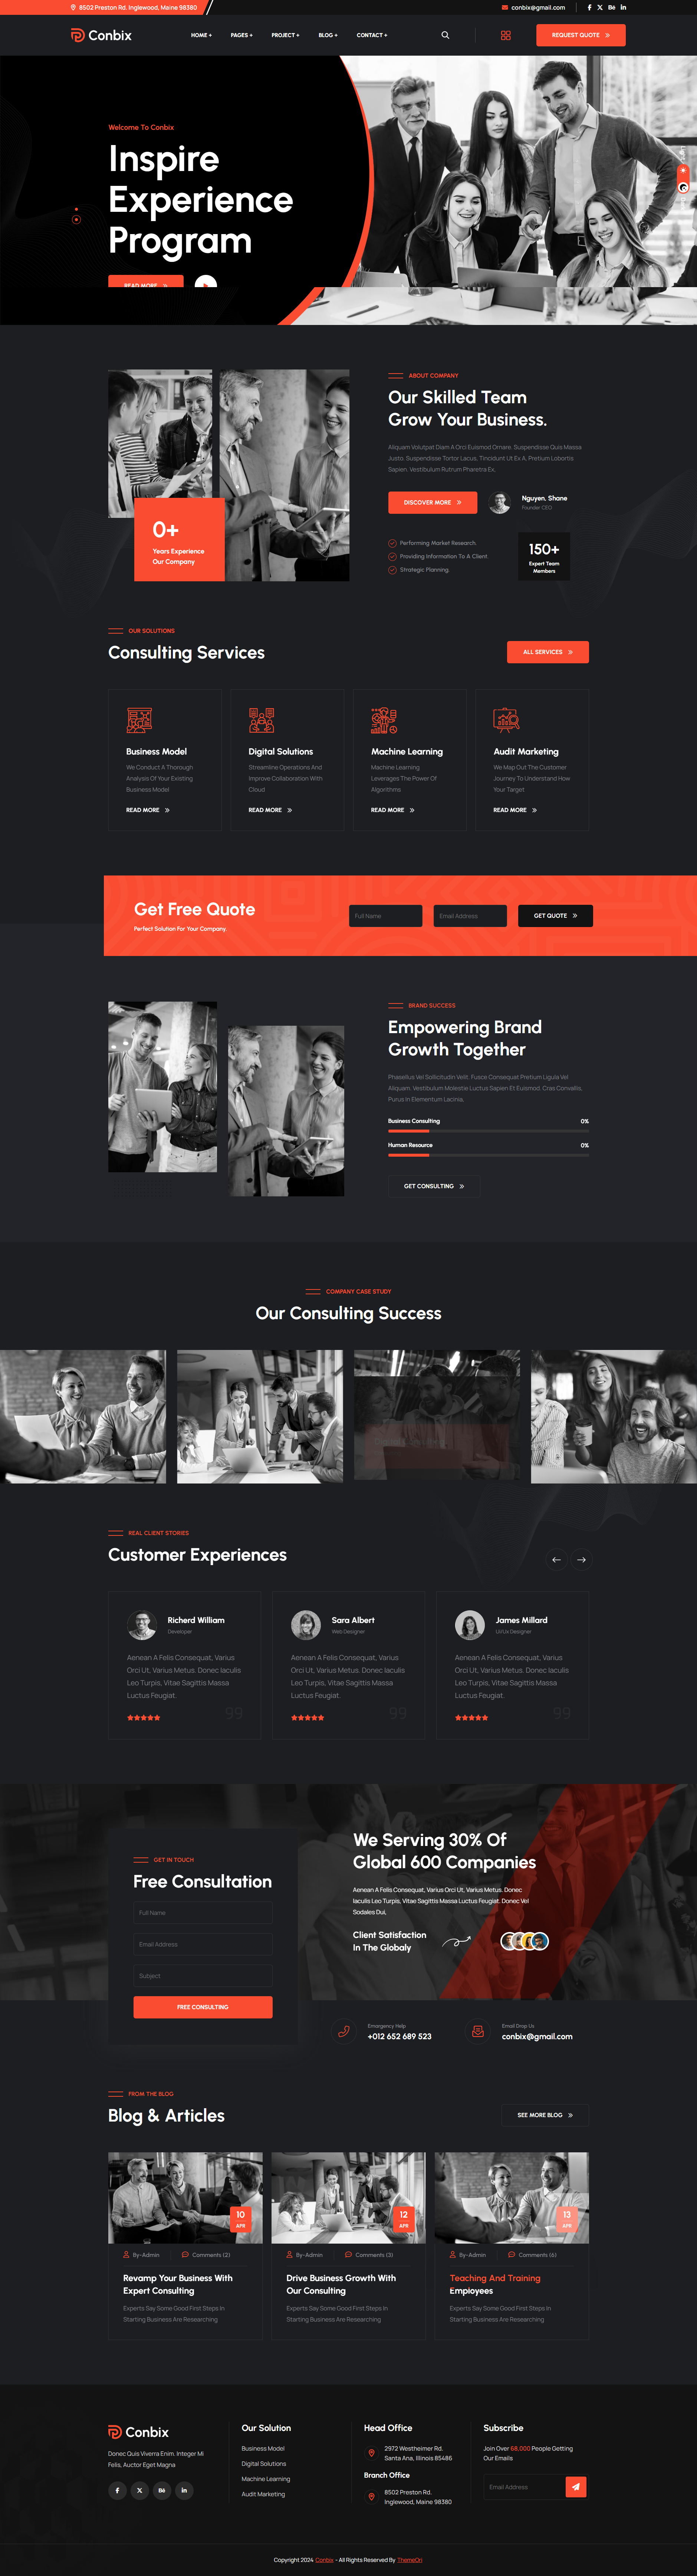 8502 Preston Rd. Inglewood, Maine 98380
conbix@gmail.com
Conbix
HOME +
PAGES +
PROJECT +
BLOG +
CONTACT +
REQUEST QUOTE
Welcome To Conbix
Inspire
Experience
Program
READ MORE
ABOUT COMPANY
Our Skilled Team
Grow Your Business.
Aliquam Volutpat Diam A Orci Euismod Ornare. Suspendisse Quis Massa
Justo. Suspendisse Tortor Lacus, Tincidunt Ut Ex A, Pretium Lobortis
Sapien. Vestibulum Rutrum Pharetra Ex,
DISCOVER MORE
Nguyen, Shane
Founder CEO
0+
Years Experience
Our Company
Performing Market Research.
Providing Information To A Client
Strategic Planning.
150+
Expert Team
Members
OUR SOLUTIONS
Consulting Services
ALL SERVICES
Business Model
We Conduct A Thorough
Analysis Of Your Existing
Business Model
READ MORE
Digital Solutions
Streamline Operations And
Improve Collaboration With
Cloud
READ MORE
Machine Learning
Machine Learning
Leverages The Power Of
Algorithms
READ MORE
Audit Marketing
We Map Out The Customer
Journey To Understand How
Your Target
READ MORE
Get Free Quote
Perfect Solution For Your Company.
Full Name
Email Address
GET QUOTE
BRAND SUCCESS
Empowering Brand
Growth Together
Phasellus Vel Sollicitudin Velit. Fusce Consequat Pretium Ligula Vel
Aliquam. Vestibulum Molestie Luctus Sapien Et Euismod. Cras Convallis,
Purus In Elementum Lacinia,
Business Consulting
0%
Human Resource
0%
GET CONSULTING
COMPANY CASE STUDY
Our Consulting Success
REAL CLIENT STORIES
Customer Experiences
Richerd William
Developer
Aenean A Felis Consequat, Varius
Orci Ut, Varius Metus. Donec Iaculis
Leo Turpis, Vitae Sagittis Massa
Luctus Feugiat.
Sara Albert
Web Designer
Aenean A Felis Consequat, Varius
Orci Ut, Varius Metus. Donec Iaculis
Leo Turpis, Vitae Sagittis Massa
Luctus Feugiat.
James Millard
UI/Ux Designer
Aenean A Felis Consequat, Varius
Orci Ut, Varius Metus. Donec Iaculis
Leo Turpis, Vitae Sagittis Massa
Luctus Feugiat.
GET IN TOUCH
Free Consultation
Full Name
Email Address
Subject
FREE CONSULTING
We Serving 30% Of
Global 600 Companies
Aenean A Felis Consequat, Varius Orci Ut, Varius Metus. Donec
Iaculis Leo Turpis, Vitae Sagittis Massa Luctus Feugiat. Donec Vel
Sodales Dui,
Client Satisfaction
In The Globaly
Emergency Help
+012 652 689 523
Email Drop Us
conbix@gmail.com
FROM THE BLOG
Blog & Articles
SEE MORE BLOG
10
APR
By-Admin
Comments (2)
Revamp Your Business With
Expert Consulting
Experts Say Some Good First Steps In
Starting Business Are Researching
12
APR
By-Admin
Comments (3)
Drive Business Growth With
Our Consulting
Experts Say Some Good First Steps In
Starting Business Are Researching
13
APR
By-Admin
Comments (6)
Teaching And Training
Employees
Experts Say Some Good First Steps In
Starting Business Are Researching
Conbix
Donec Quis Viverra Enim. Integer Mi
Felis, Auctor Eget Magna
Our Solution
Business Model
Digital Solutions
Machine Learning
Audit Marketing
Head Office
2972 Westheimer Rd.
Santa Ana, Illinois 85486
Branch Office
8502 Preston Rd.
Inglewood, Maine 98380
Subscribe
Join Over 68,000 People Getting
Our Emails
Email Address
Copyright 2024 Conbix - All Rights Reserved By ThemeOri